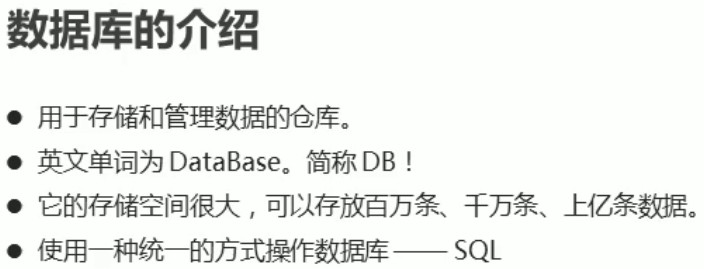 数据库的介绍
● 用于存储和管理数据的仓库。
● 英文单词为 DataBase。简称 DB！
● 它的存储空间很大，可以存放百万条、千万条、上亿条数据。
● 使用一种统一的方式操作数据库 —— SQL